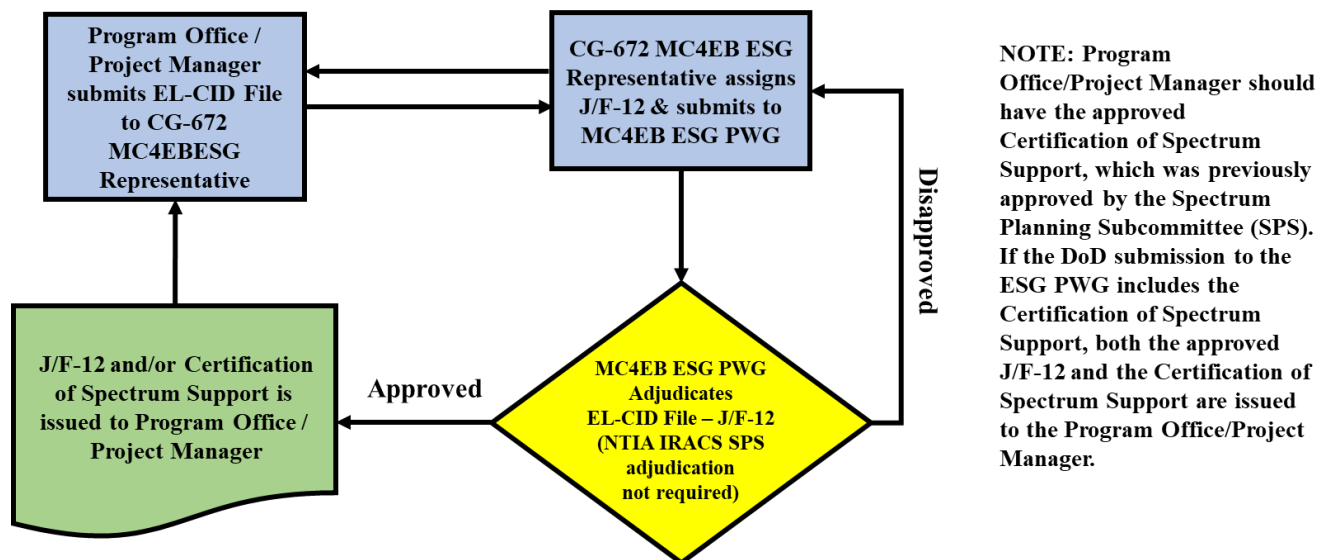 Program Office /
Project Manager
submits EL-CID File
to CG-672
MC4EBESG
Representative
CG-672 MC4EB ESG
Representative assigns
J/F-12 & submits to
MC4EB ESG PWG
Disapproved
MC4EB ESG PWG
Adjudicates
EL-CID File – J/F-12
(NTIA IRACS SPS
adjudication
not required)
Approved
J/F-12 and/or Certification
of Spectrum Support is
issued to Program Office /
Project Manager
NOTE: Program
Office/Project Manager should
have the approved
Certification of Spectrum
Support, which was previously
approved by the Spectrum
Planning Subcommittee (SPS).
If the DoD submission to the
ESG PWG includes the
Certification of Spectrum
Support, both the approved
J/F-12 and the Certification of
Spectrum Support are issued
to the Program Office/Project
Manager.